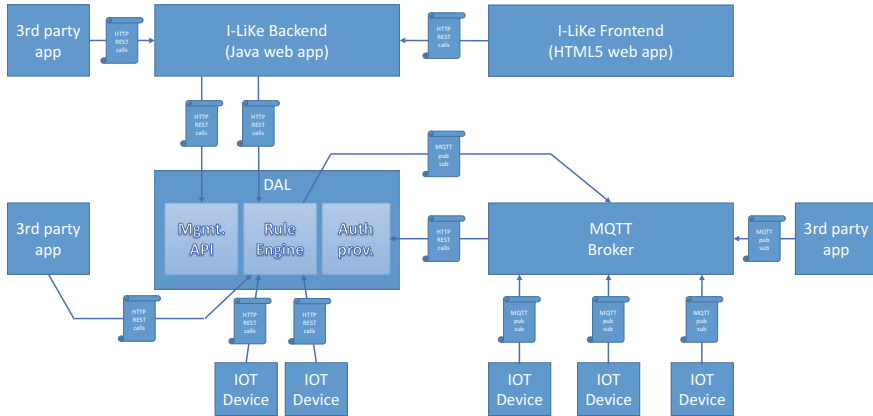 3rd party
app
HTTP
REST
calls
I-LiKe Backend
(Java web app)
HTTP
REST
calls
I-LiKe Frontend
(HTML5 web app)
HTTP
REST
calls
HTTP
REST
calls
MQTT
pub
sub
DAL
Mgmt.
API
Rule
Engine
Auth
prov.
3rd party
app
HTTP
REST
calls
MQTT
Broker
MQTT
pub
sub
3rd party
app
HTTP
REST
calls
HTTP
REST
calls
HTTP
REST
calls
MQTT
pub
sub
MQTT
pub
sub
MQTT
pub
sub
IOT
Device
IOT
Device
IOT
Device
IOT
Device
IOT
Device